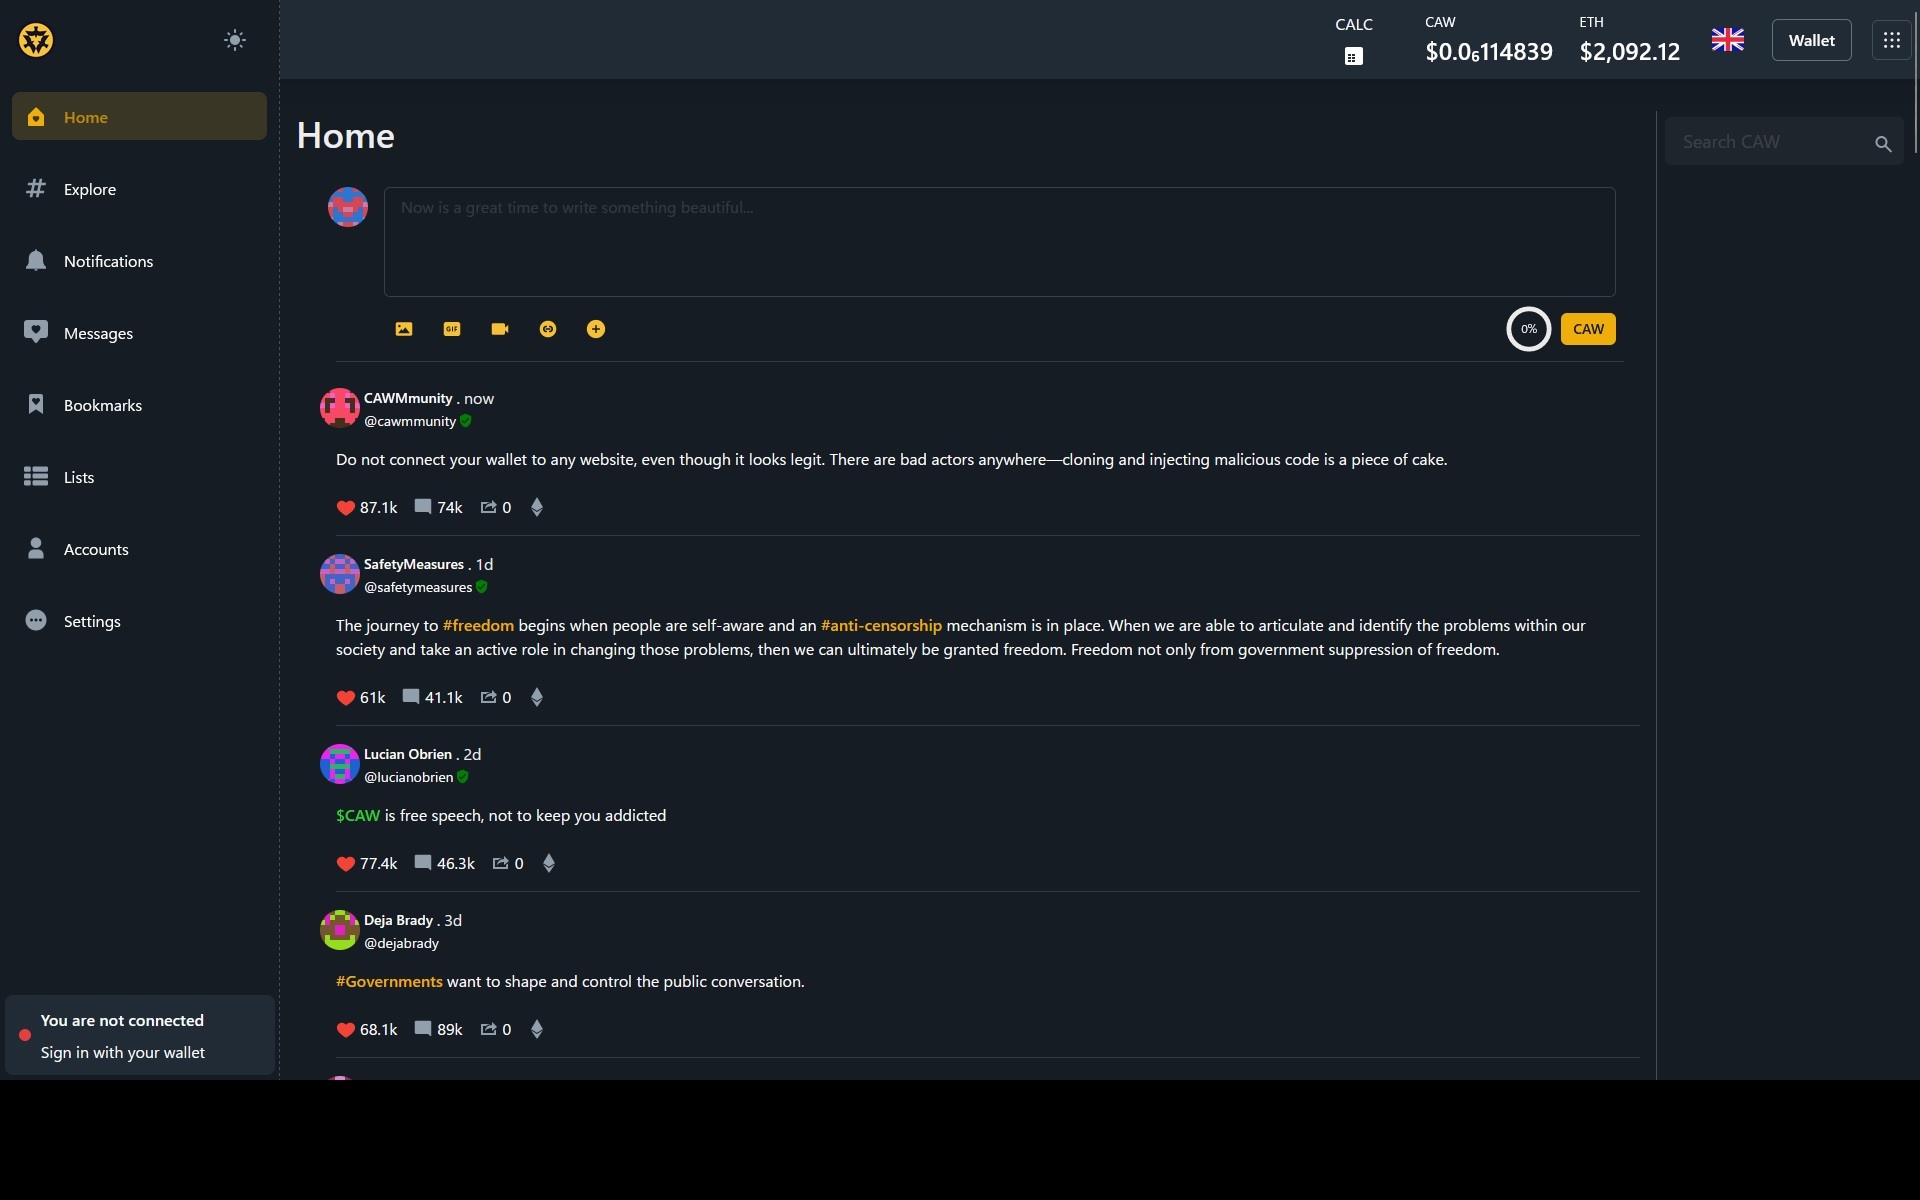 CALC
CAW
$0.0₆114839
ETH
$2,092.12
Wallet
Home
Explore
Notifications
Messages
Bookmarks
Lists
Accounts
Settings
You are not connected
Sign in with your wallet
Home
Search CAW
Now is a great time to write something beautiful...
GIF
0%
CAW
CAWMmunity . now
@cawmmunity
Do not connect your wallet to any website, even though it looks legit. There are bad actors anywhere—cloning and injecting malicious code is a piece of cake.
87.1k 74k 0
SafetyMeasures . 1d
@safetymeasures
The journey to #freedom begins when people are self-aware and an #anti-censorship mechanism is in place. When we are able to articulate and identify the problems within our
society and take an active role in changing those problems, then we can ultimately be granted freedom. Freedom not only from government suppression of freedom.
61k 41.1k 0
Lucian Obrien . 2d
@lucianobrien
$CAW is free speech, not to keep you addicted
77.4k 46.3k 0
Deja Brady . 3d
@dejabrady
#Governments want to shape and control the public conversation.
68.1k 89k 0